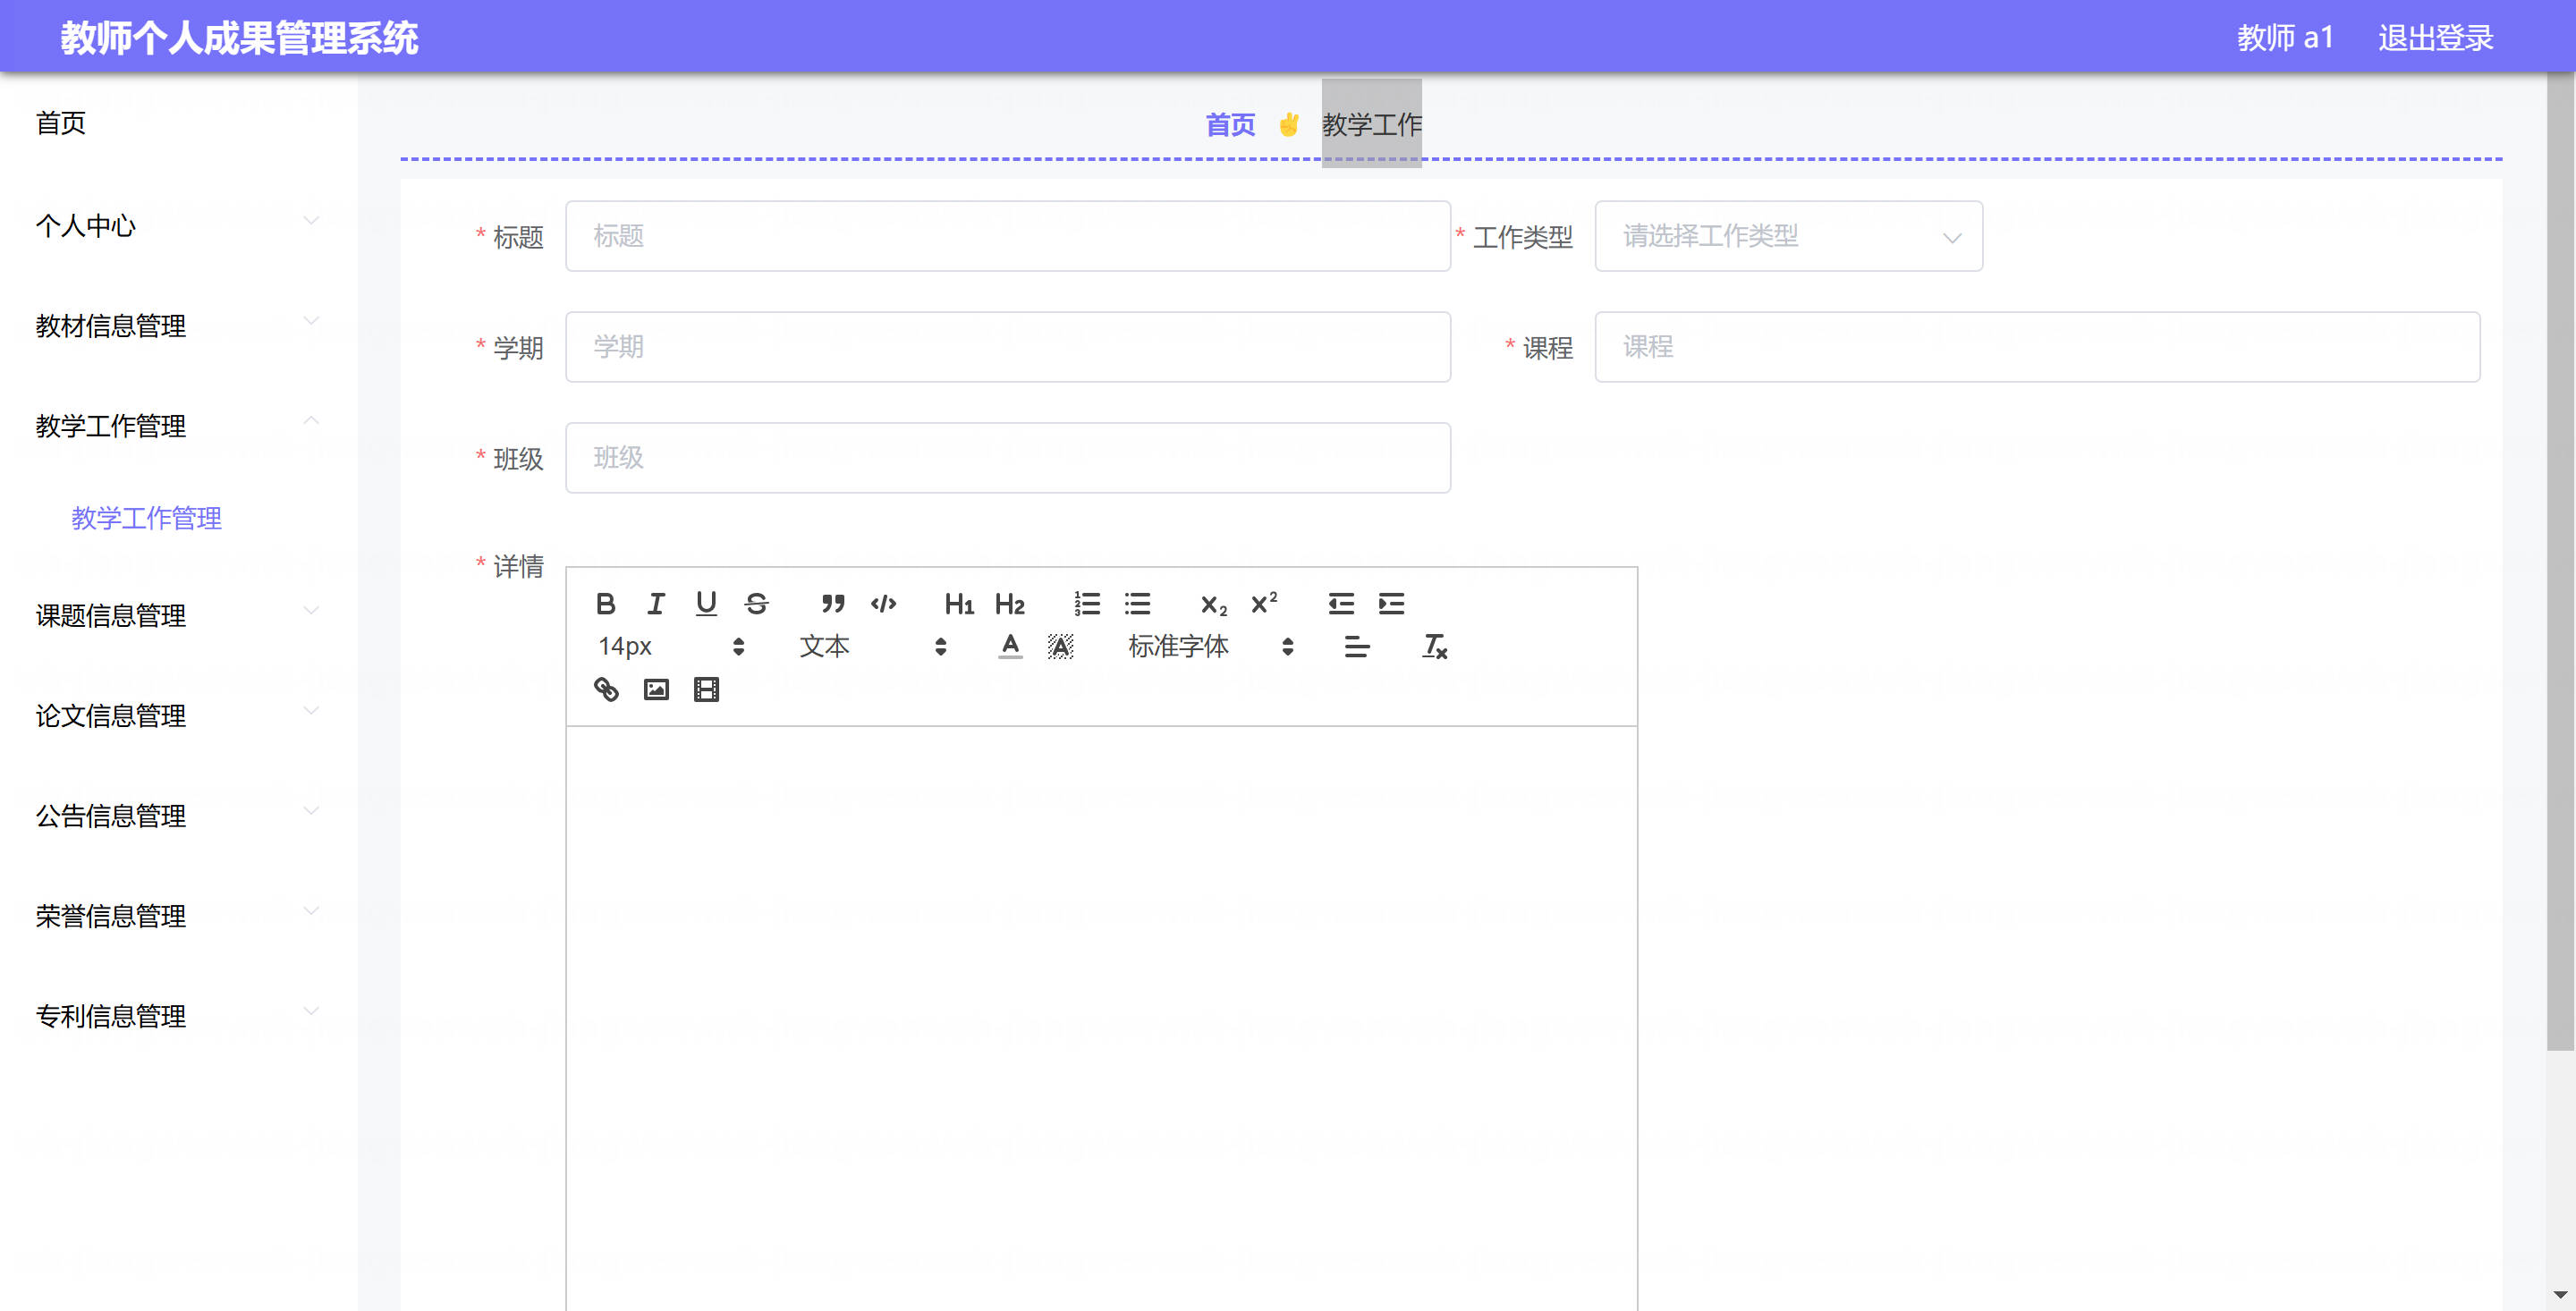 教师个人成果管理系统
教师 a1
退出登录
首页
个人中心
教材信息管理
教学工作管理
教学工作管理
课题信息管理
论文信息管理
公告信息管理
荣誉信息管理
专利信息管理
首页 ✌ 教学工作
* 标题 标题
* 工作类型 请选择工作类型
* 学期 学期
* 课程 课程
* 班级 班级
* 详情
B I U S H1 H2 x2 x2
14px 文本 A A 标准字体 Tx